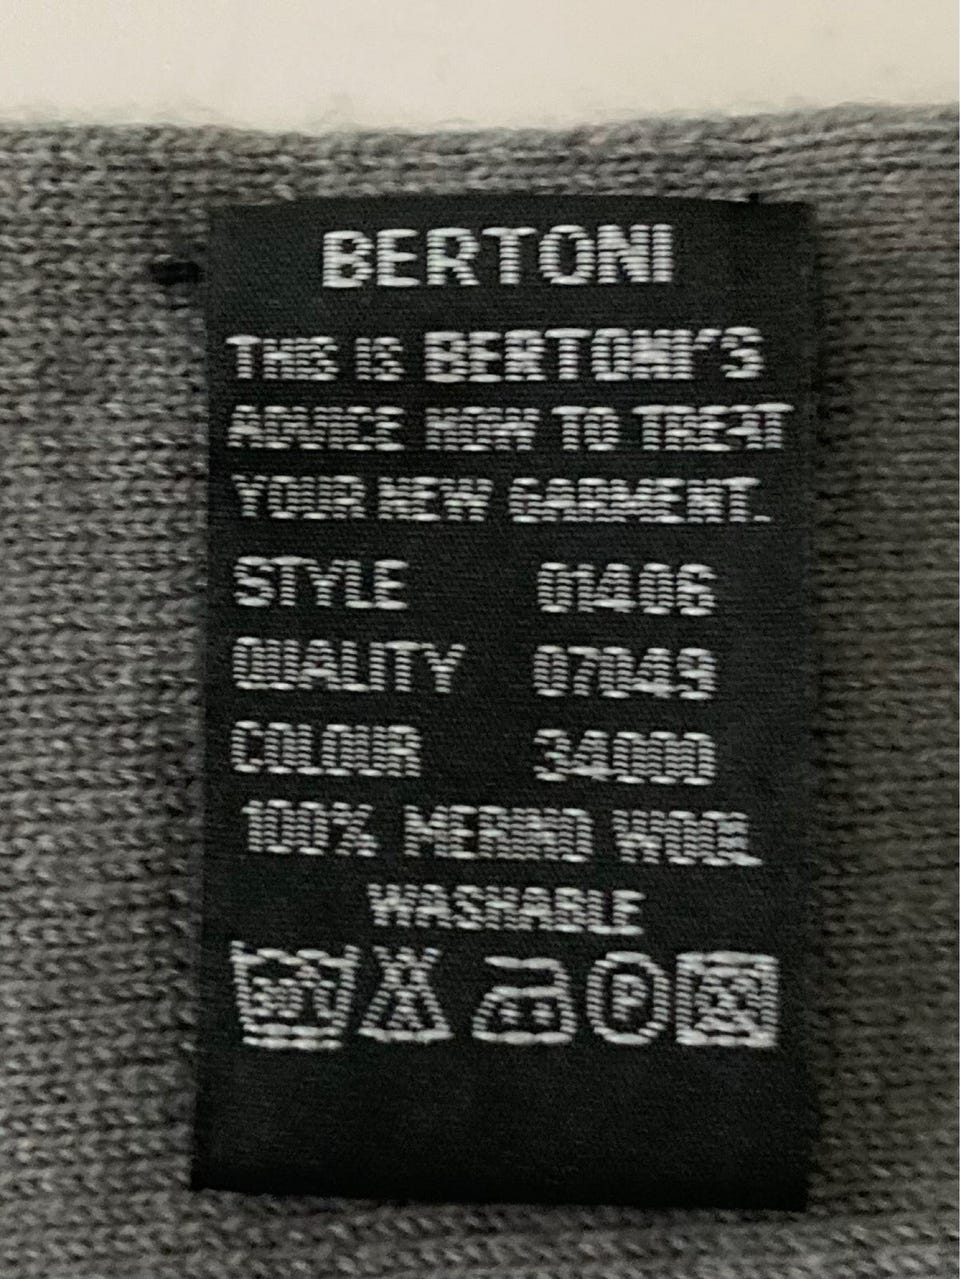 BERTONI
THIS IS BERTONI'S
ADVICE HOW TO TREAT
YOUR NEW GARMENT.
STYLE 01406
QUALITY 07049
COLOUR 34000
100% MERINO WOOL
WASHABLE
30°C P